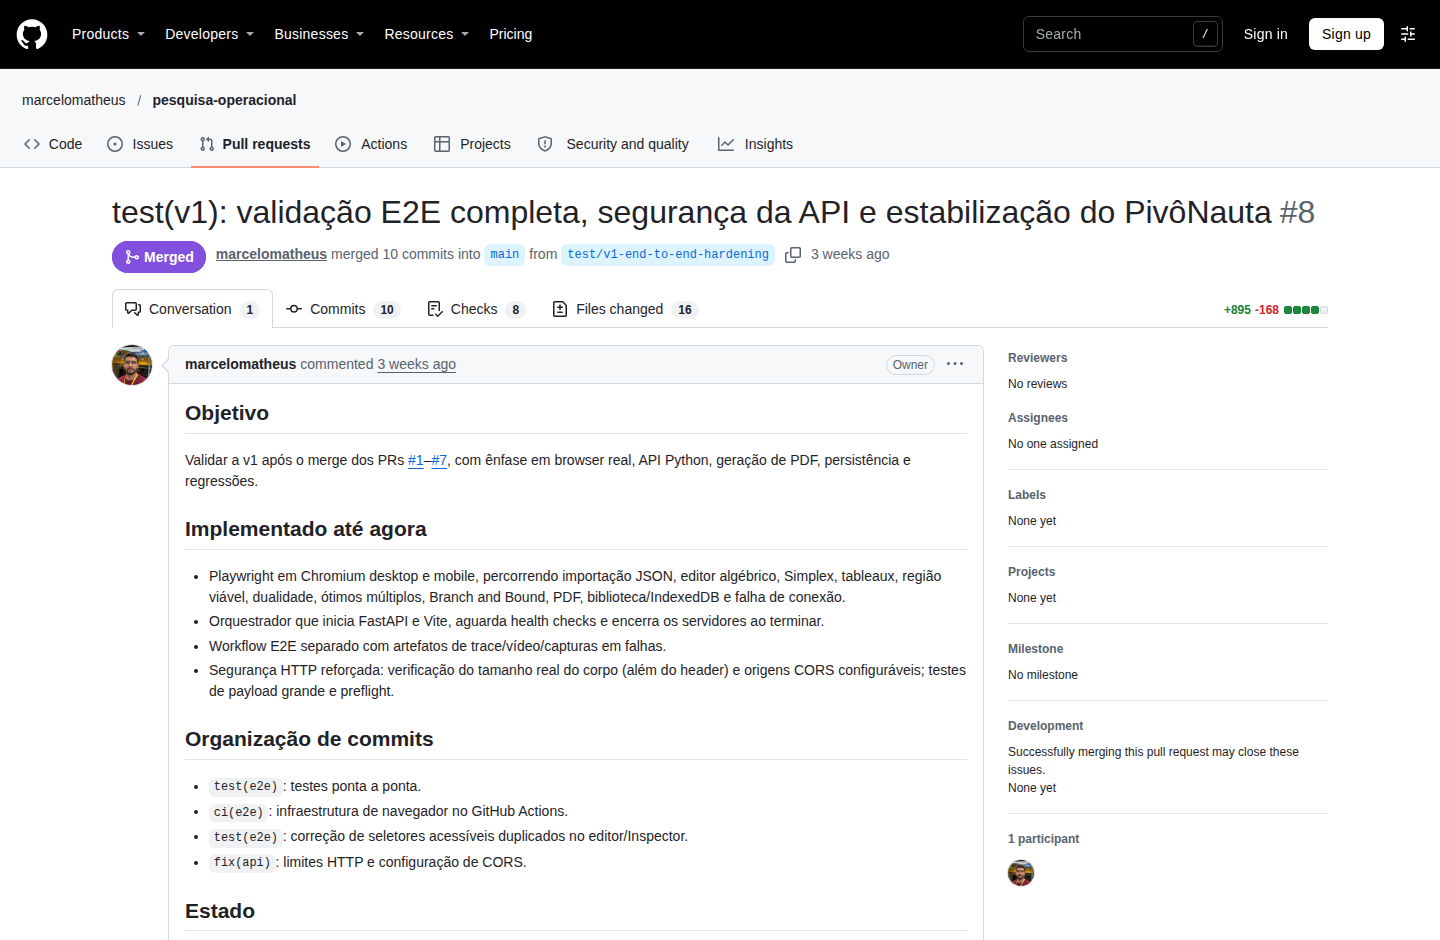 Products Developers Businesses Resources Pricing Search / Sign in Sign up
marcelomatheus / pesquisa-operacional
Code Issues Pull requests Actions Projects Security and quality Insights
test(v1): validação E2E completa, segurança da API e estabilização do PivôNauta #8
Merged marcelomatheus merged 10 commits into main from test/v1-end-to-end-hardening 3 weeks ago
Conversation 1 Commits 10 Checks 8 Files changed 16 +895 -168
marcelomatheus commented 3 weeks ago Owner
Objetivo
Validar a v1 após o merge dos PRs #1–#7, com ênfase em browser real, API Python, geração de PDF, persistência e
regressões.
Implementado até agora
Playwright em Chromium desktop e mobile, percorrendo importação JSON, editor algébrico, Simplex, tableaux, região
viável, dualidade, ótimos múltiplos, Branch and Bound, PDF, biblioteca/IndexedDB e falha de conexão.
Orquestrador que inicia FastAPI e Vite, aguarda health checks e encerra os servidores ao terminar.
Workflow E2E separado com artefatos de trace/vídeo/capturas em falhas.
Segurança HTTP reforçada: verificação do tamanho real do corpo (além do header) e origens CORS configuráveis; testes
de payload grande e preflight.
Organização de commits
test(e2e): testes ponta a ponta.
ci(e2e): infraestrutura de navegador no GitHub Actions.
test(e2e): correção de seletores acessíveis duplicados no editor/Inspector.
fix(api): limites HTTP e configuração de CORS.
Estado
Reviewers
No reviews
Assignees
No one assigned
Labels
None yet
Projects
None yet
Milestone
No milestone
Development
Successfully merging this pull request may close these
issues.
None yet
1 participant